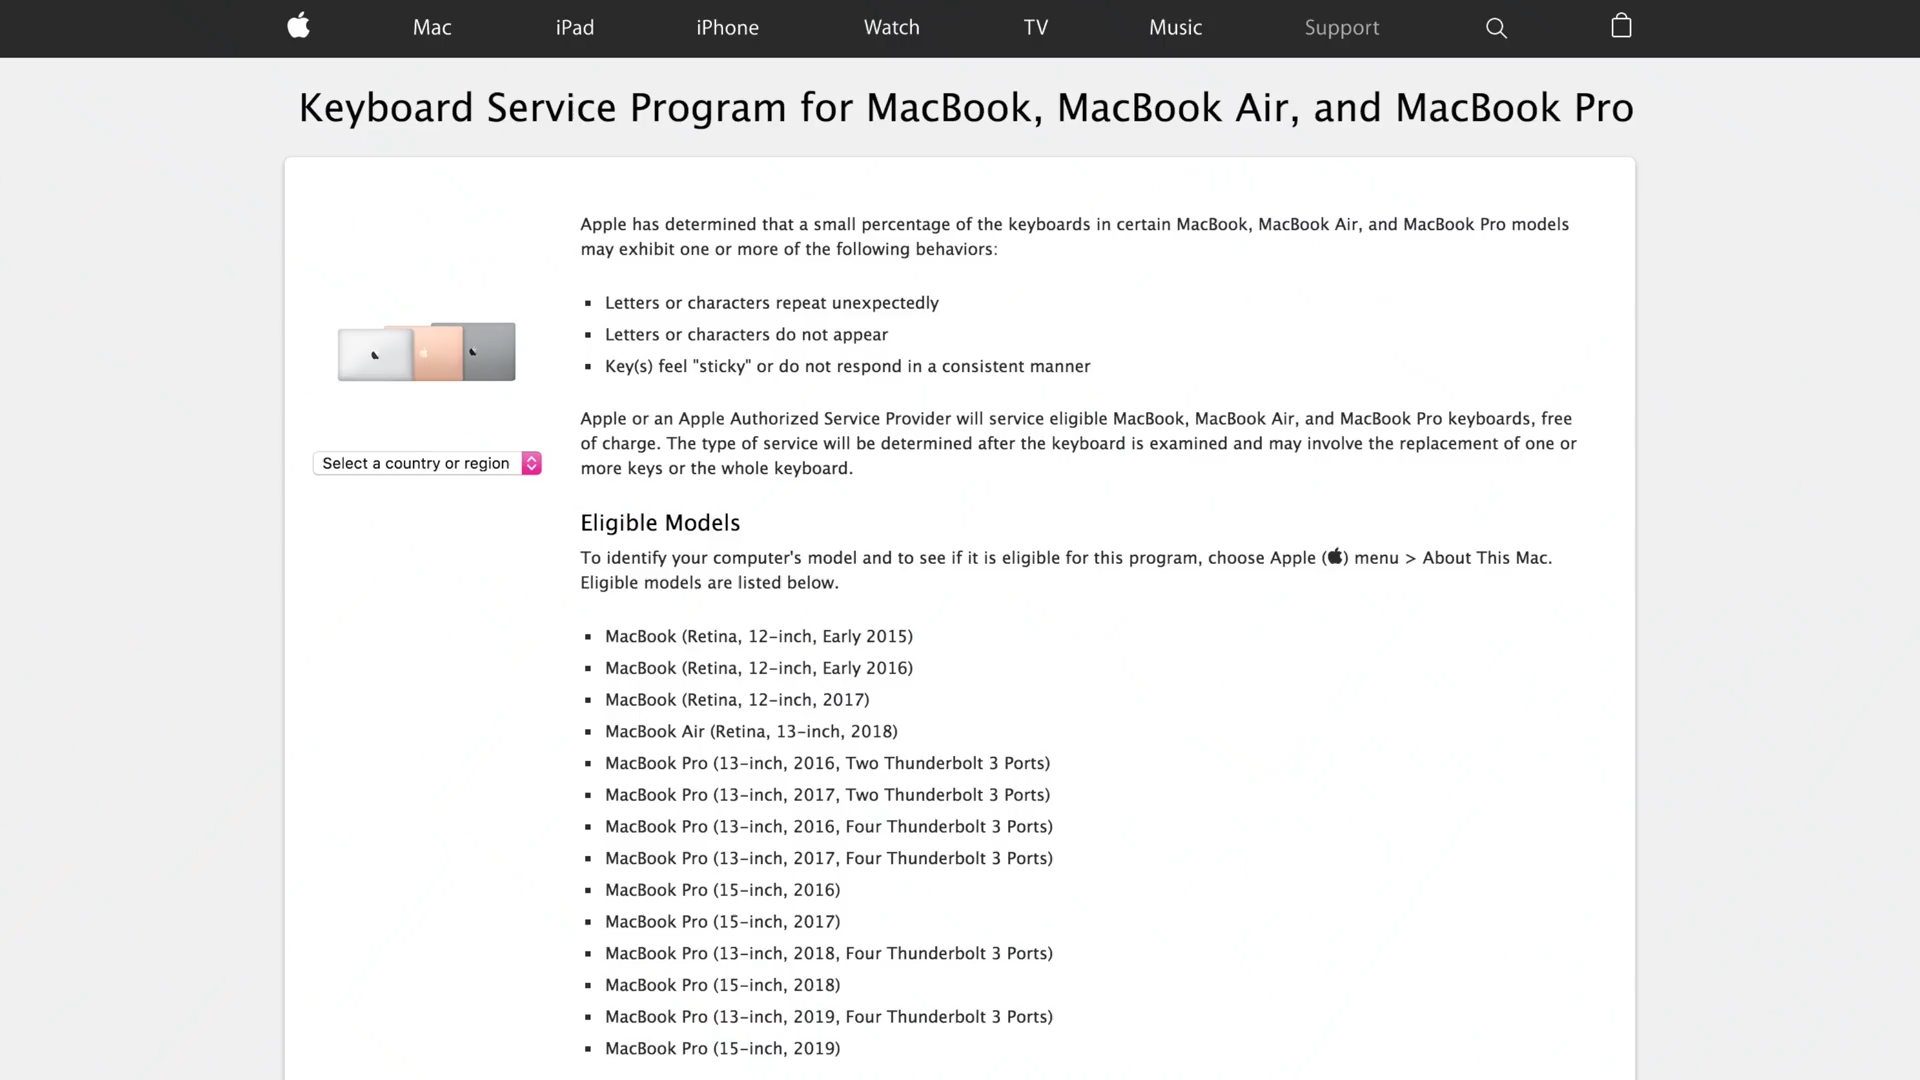 Mac iPad iPhone Watch TV Music Support
Keyboard Service Program for MacBook, MacBook Air, and MacBook Pro
Apple has determined that a small percentage of the keyboards in certain MacBook, MacBook Air, and MacBook Pro models
may exhibit one or more of the following behaviors:
▪ Letters or characters repeat unexpectedly
▪ Letters or characters do not appear
▪ Key(s) feel "sticky" or do not respond in a consistent manner
Select a country or region
Apple or an Apple Authorized Service Provider will service eligible MacBook, MacBook Air, and MacBook Pro keyboards, free
of charge. The type of service will be determined after the keyboard is examined and may involve the replacement of one or
more keys or the whole keyboard.
Eligible Models
To identify your computer's model and to see if it is eligible for this program, choose Apple () menu > About This Mac.
Eligible models are listed below.
▪ MacBook (Retina, 12-inch, Early 2015)
▪ MacBook (Retina, 12-inch, Early 2016)
▪ MacBook (Retina, 12-inch, 2017)
▪ MacBook Air (Retina, 13-inch, 2018)
▪ MacBook Pro (13-inch, 2016, Two Thunderbolt 3 Ports)
▪ MacBook Pro (13-inch, 2017, Two Thunderbolt 3 Ports)
▪ MacBook Pro (13-inch, 2016, Four Thunderbolt 3 Ports)
▪ MacBook Pro (13-inch, 2017, Four Thunderbolt 3 Ports)
▪ MacBook Pro (15-inch, 2016)
▪ MacBook Pro (15-inch, 2017)
▪ MacBook Pro (13-inch, 2018, Four Thunderbolt 3 Ports)
▪ MacBook Pro (15-inch, 2018)
▪ MacBook Pro (13-inch, 2019, Four Thunderbolt 3 Ports)
▪ MacBook Pro (15-inch, 2019)